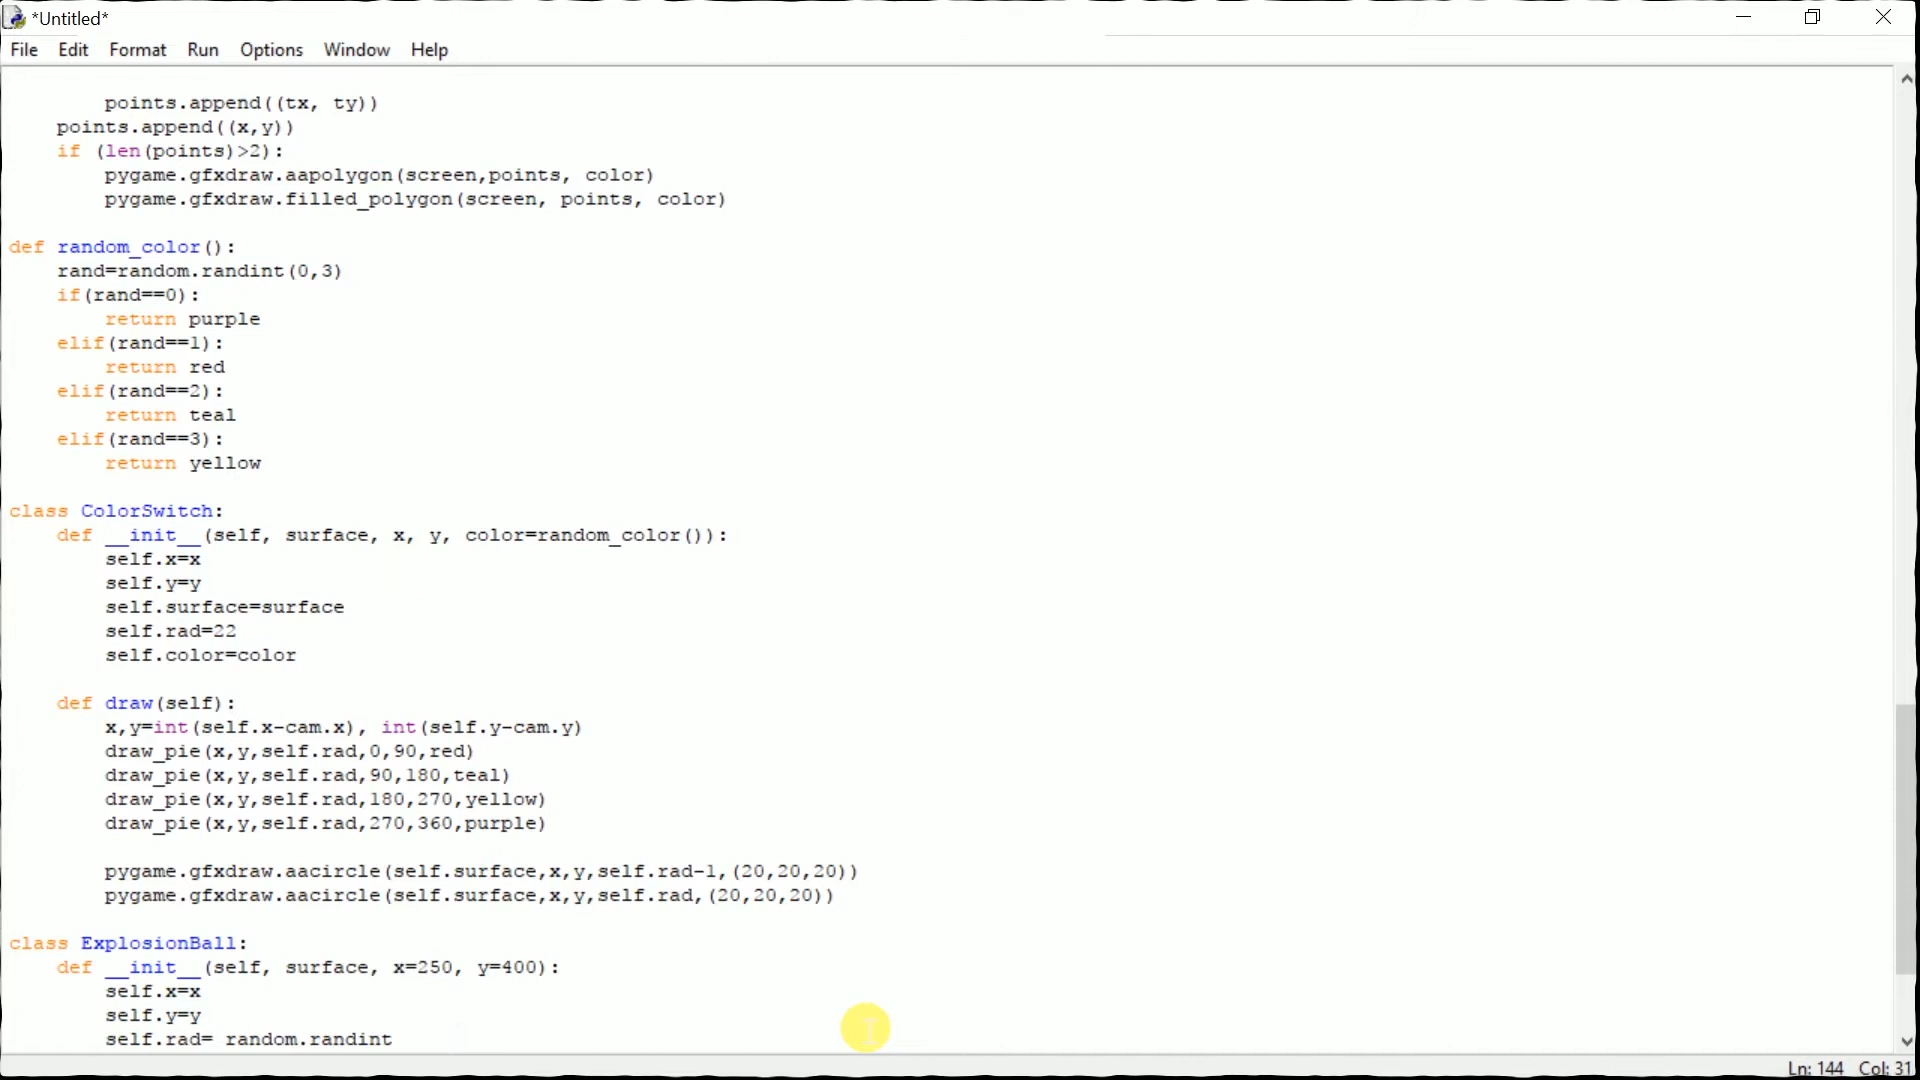 *Untitled*
File Edit Format Run Options Window Help
points.append((tx, ty))
points.append((x,y))
if (len(points)>2):
pygame.gfxdraw.aapolygon(screen,points, color)
pygame.gfxdraw.filled_polygon(screen, points, color)
def random_color():
rand=random.randint(0,3)
if(rand==0):
return purple
elif(rand==1):
return red
elif(rand==2):
return teal
elif(rand==3):
return yellow
class ColorSwitch:
def __init__(self, surface, x, y, color=random_color()):
self.x=x
self.y=y
self.surface=surface
self.rad=22
self.color=color
def draw(self):
x,y=int(self.x-cam.x), int(self.y-cam.y)
draw_pie(x,y,self.rad,0,90,red)
draw_pie(x,y,self.rad,90,180,teal)
draw_pie(x,y,self.rad,180,270,yellow)
draw_pie(x,y,self.rad,270,360,purple)
pygame.gfxdraw.aacircle(self.surface,x,y,self.rad-1,(20,20,20))
pygame.gfxdraw.aacircle(self.surface,x,y,self.rad,(20,20,20))
class ExplosionBall:
def __init__(self, surface, x=250, y=400):
self.x=x
self.y=y
self.rad= random.randint
Ln: 144 Col: 31